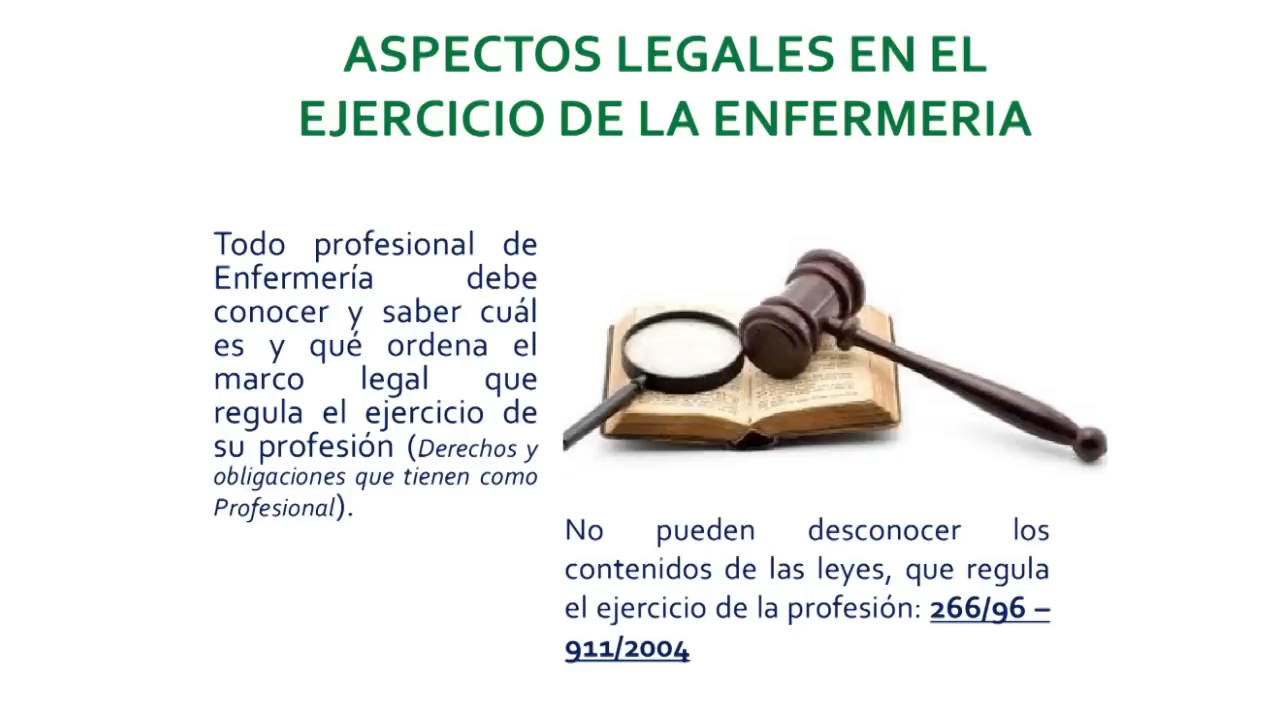 ASPECTOS LEGALES EN EL
EJERCICIO DE LA ENFERMERIA
Todo profesional de
Enfermería debe
conocer y saber cuál
es y qué ordena el
marco legal que
regula el ejercicio de
su profesión (Derechos y
obligaciones que tienen como
Profesional).
No pueden desconocer los
contenidos de las leyes, que regula
el ejercicio de la profesión: 266/96 –
911/2004